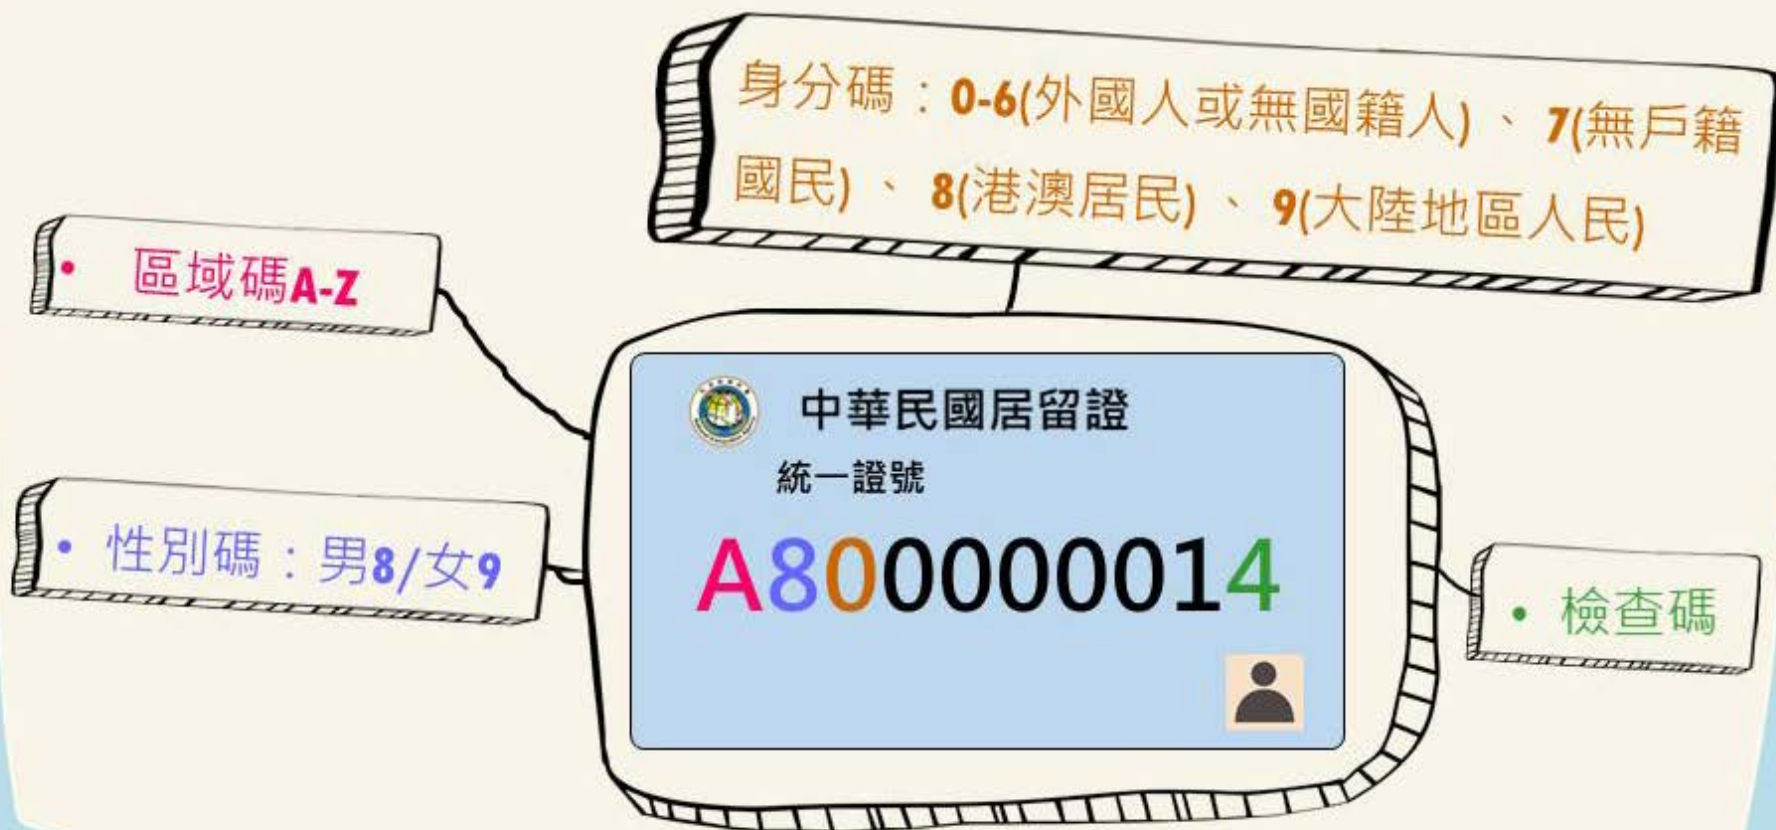 身分碼：0-6(外國人或無國籍人)、7(無戶籍
國民)、8(港澳居民)、9(大陸地區人民)
• 區域碼A-Z
中華民國居留證
統一證號
• 性別碼：男8/女9
A800000014
• 檢查碼